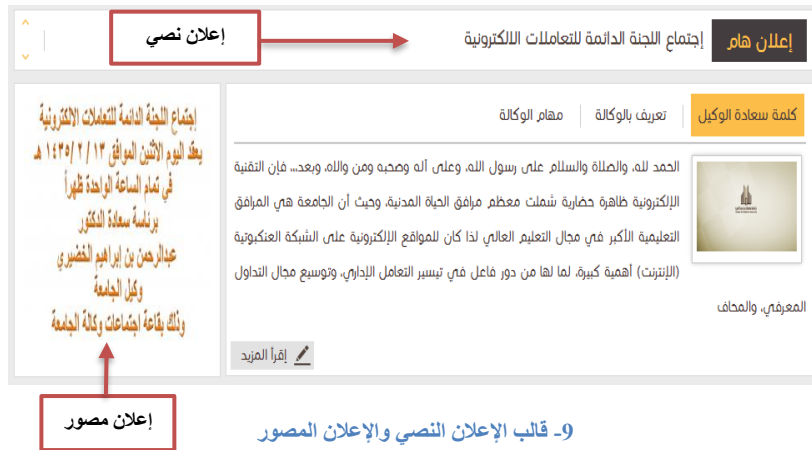 إعلان هام
إجتماع اللجنة الدائمة للتعاملات الالكترونية
إعلان نصي
كلمة سعادة الوكيل
تعريف بالوكالة
مهام الوكالة
الحمد لله، والصلاة والسلام على رسول الله، وعلى آله وصحبه ومن والاه، وبعد... فإن التقنية
الإلكترونية ظاهرة حضارية شملت معظم مرافق الحياة المدنية، وحيث أن الجامعة هي المرافق
التعليمية الأكبر في مجال التعليم العالي لذا كان للمواقع الإلكترونية على الشبكة العنكبوتية
(الإنترنت) أهمية كبيرة، لما لها من دور فاعل في تيسير التعامل الإداري، وتوسيع مجال التداول
المعرفي، والمحاف
إقرأ المزيد
إجتماع اللجنة الدائمة للتعاملات الالكترونية
يعقد اليوم الاثنين الموافق ١٣ / ٢ / ١٤٣٥ هـ
في تمام الساعة الواحدة ظهراً
برئاسة سعادة الدكتور
عبدالرحمن بن إبراهيم الخضيري
وكيل الجامعة
وذلك بقاعة اجتماعات وكالة الجامعة
إعلان مصور
9- قالب الإعلان النصي والإعلان المصور